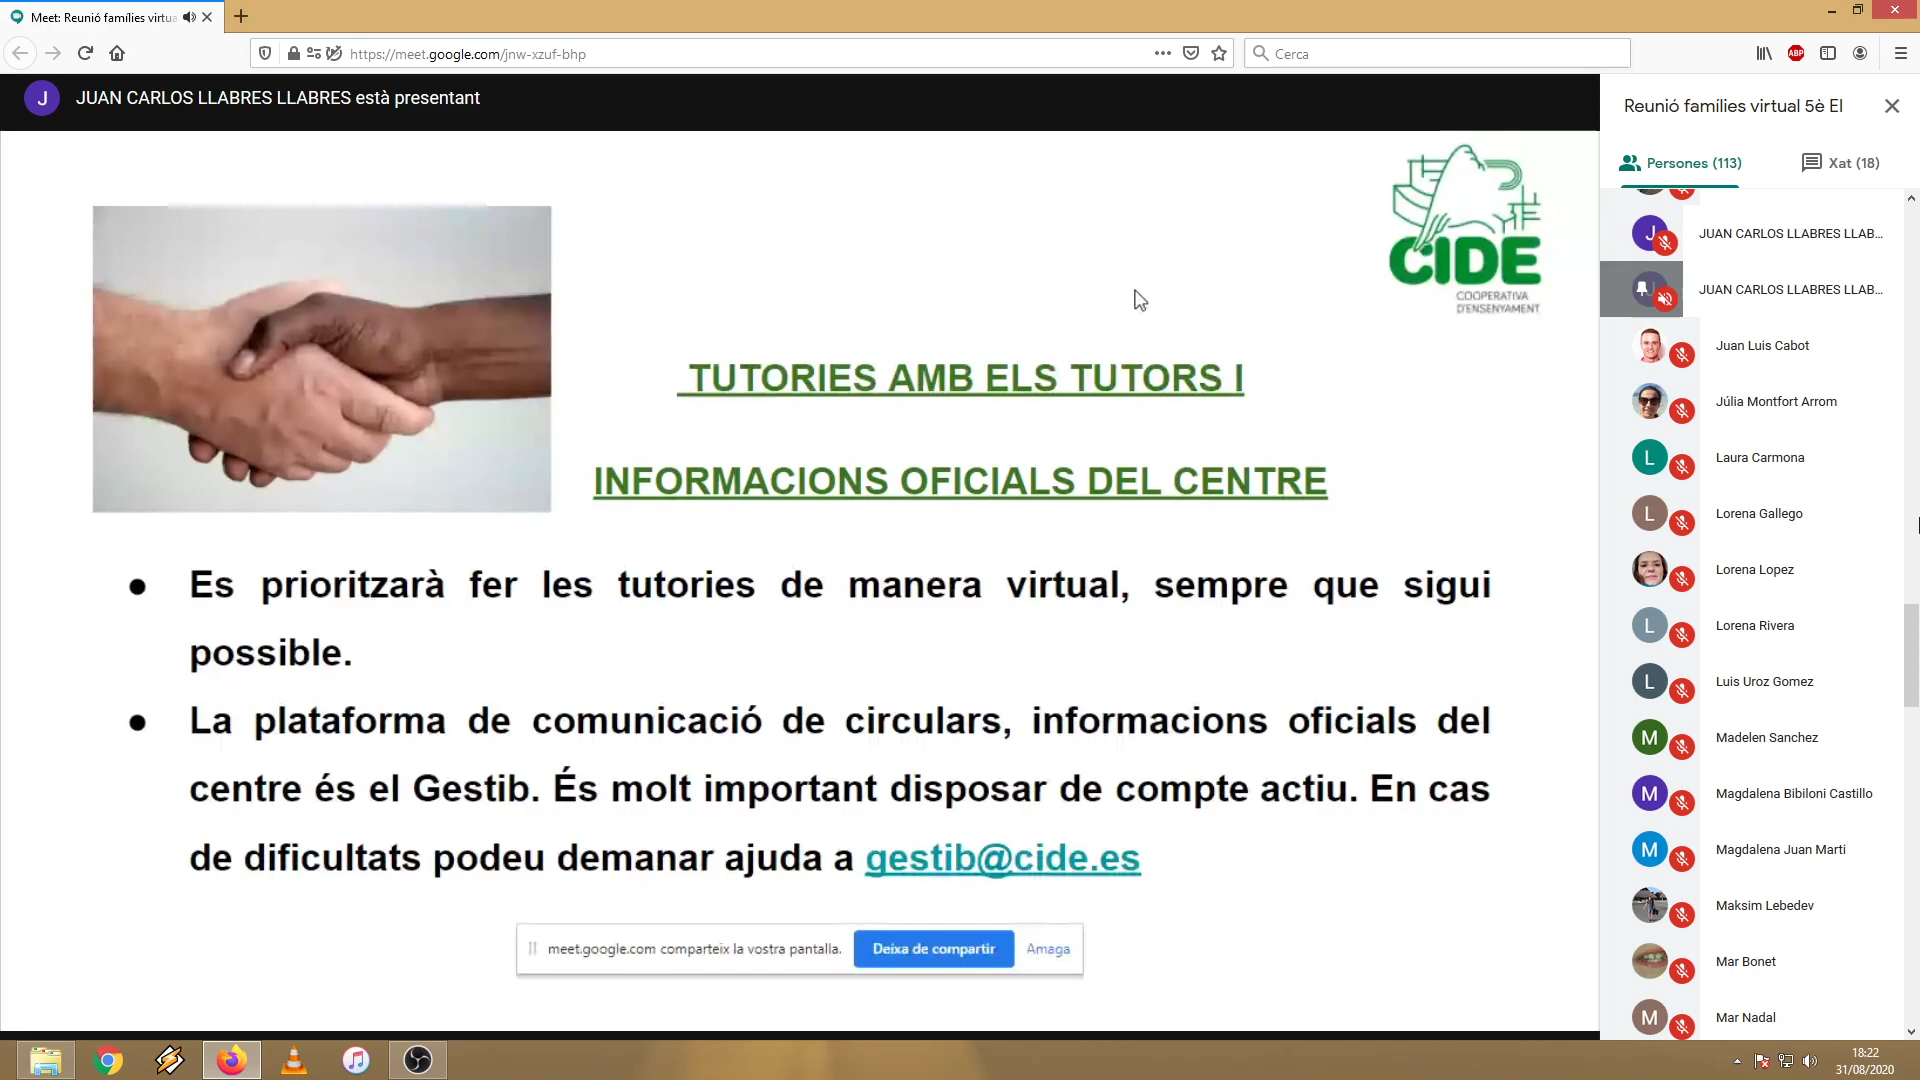 Meet: Reunió famílies virtua
https://meet.google.com/jnw-xzuf-bhp
Cerca
ABP
J
JUAN CARLOS LLABRES LLABRES està presentant
Reunió famílies virtual 5è EI
Persones (113)
Xat (18)
CIDE
COOPERATIVA
D'ENSENYAMENT
TUTORIES AMB ELS TUTORS I
INFORMACIONS OFICIALS DEL CENTRE
● Es prioritzarà fer les tutories de manera virtual, sempre que sigui
possible.
● La plataforma de comunicació de circulars, informacions oficials del
centre és el Gestib. És molt important disposar de compte actiu. En cas
de dificultats podeu demanar ajuda a gestib@cide.es
meet.google.com comparteix la vostra pantalla.
Deixa de compartir
Amaga
J
JUAN CARLOS LLABRES LLAB...
JUAN CARLOS LLABRES LLAB...
Juan Luis Cabot
Júlia Montfort Arrom
L
Laura Carmona
L
Lorena Gallego
Lorena Lopez
L
Lorena Rivera
L
Luis Uroz Gomez
M
Madelen Sanchez
M
Magdalena Bibiloni Castillo
M
Magdalena Juan Marti
Maksim Lebedev
Mar Bonet
M
Mar Nadal
18:22
31/08/2020